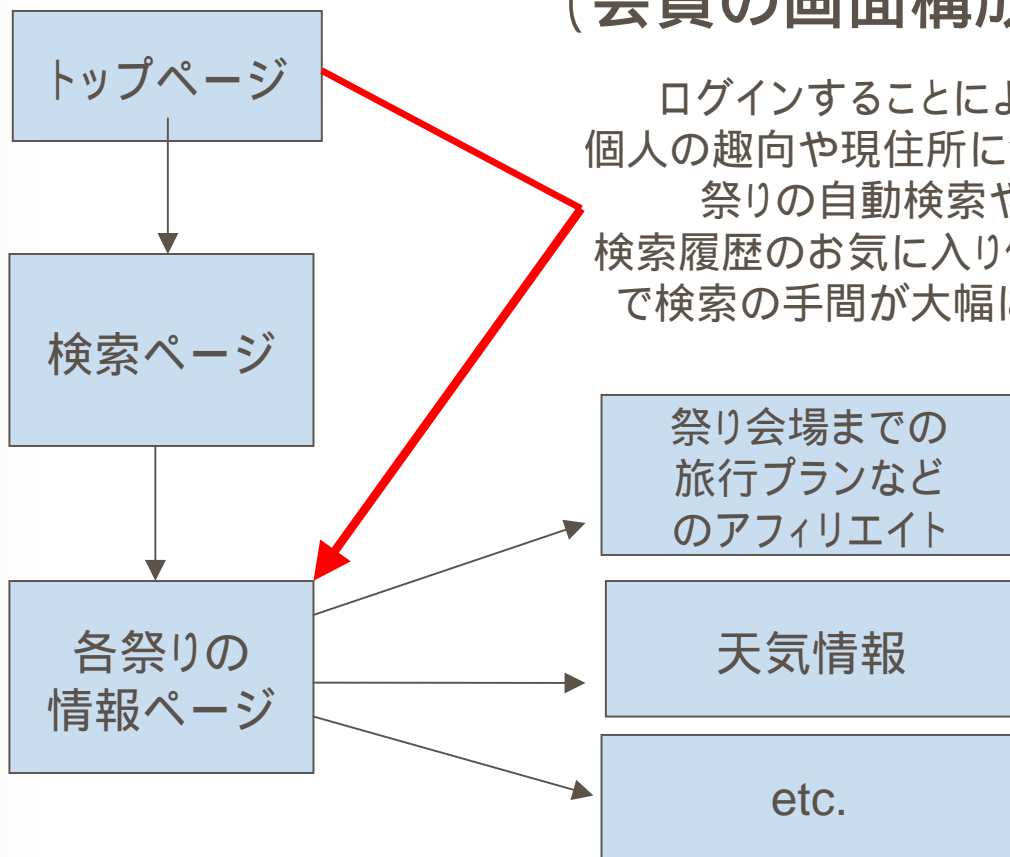 (会員の画面構成
トップページ
ログインすることによ
個人の趣向や現住所に
祭りの自動検索や
検索履歴のお気に入り
で検索の手間が大幅に
検索ページ
祭り会場までの
旅行プランなど
のアフィリエイト
各祭りの
情報ページ
天気情報
etc.